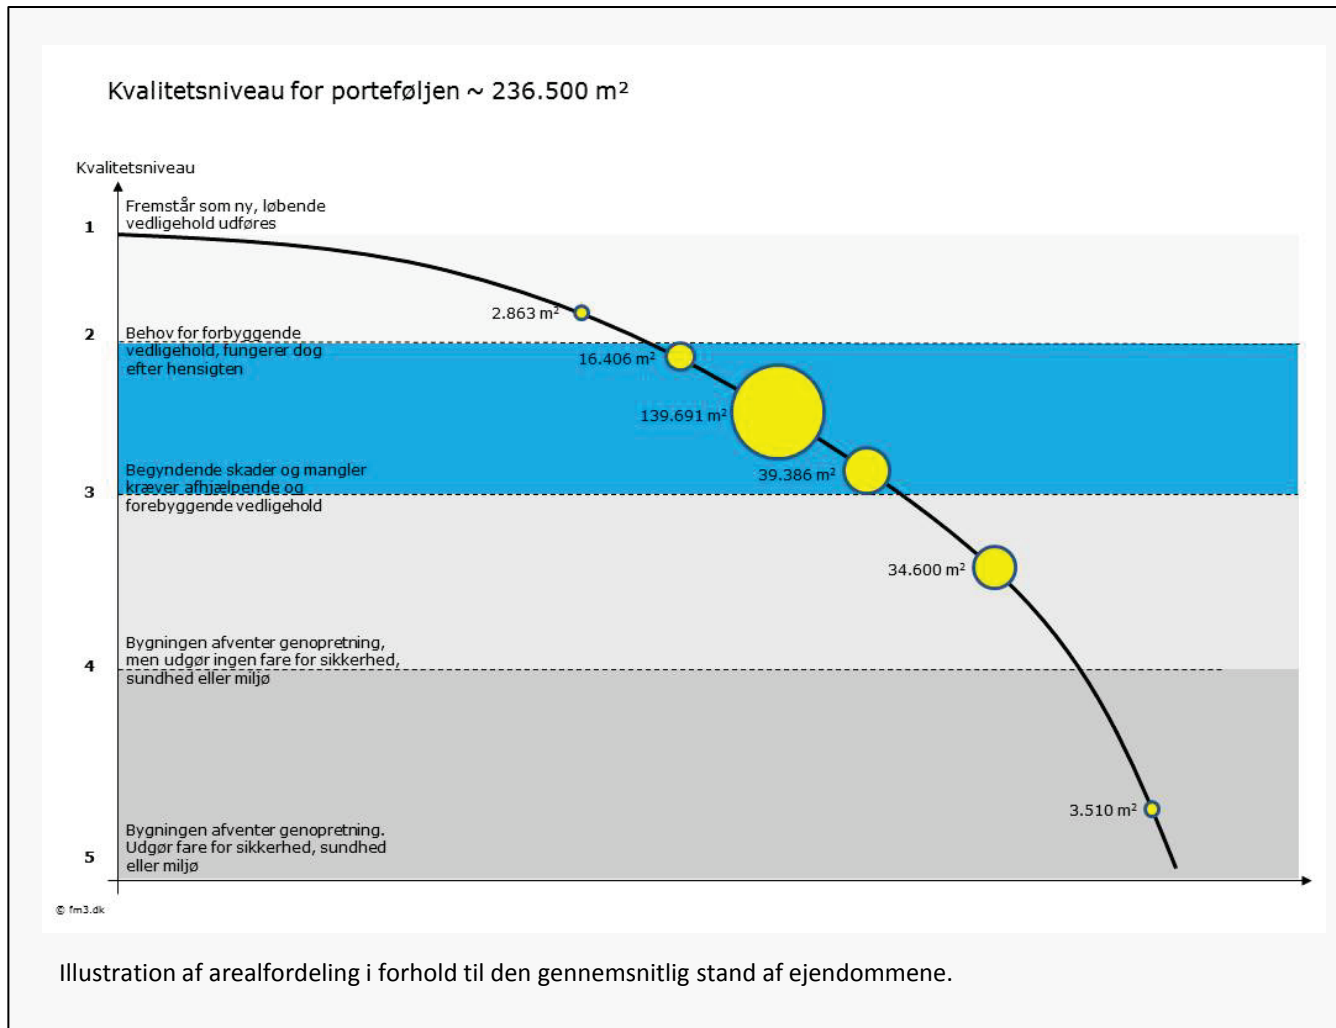 Kvalitetsniveau for porteføljen ~ 236.500 m²
Kvalitetsniveau
1
Fremstår som ny, løbende
vedligehold udføres
2.863 m²
2
Behov for forbyggende
vedligehold, fungerer dog
efter hensigten
16.406 m²
139.691 m²
Begyndende skader og mangler
kræver afhjælpende og
forebyggende vedligehold
3
39.386 m²
34.600 m²
Bygningen afventer genopretning,
men udgør ingen fare for sikkerhed,
sundhed eller miljø
4
3.510 m²
Bygningen afventer genopretning.
Udgør fare for sikkerhed, sundhed
eller miljø
5
© fm3.dk
Illustration af arealfordeling i forhold til den gennemsnitlig stand af ejendommene.